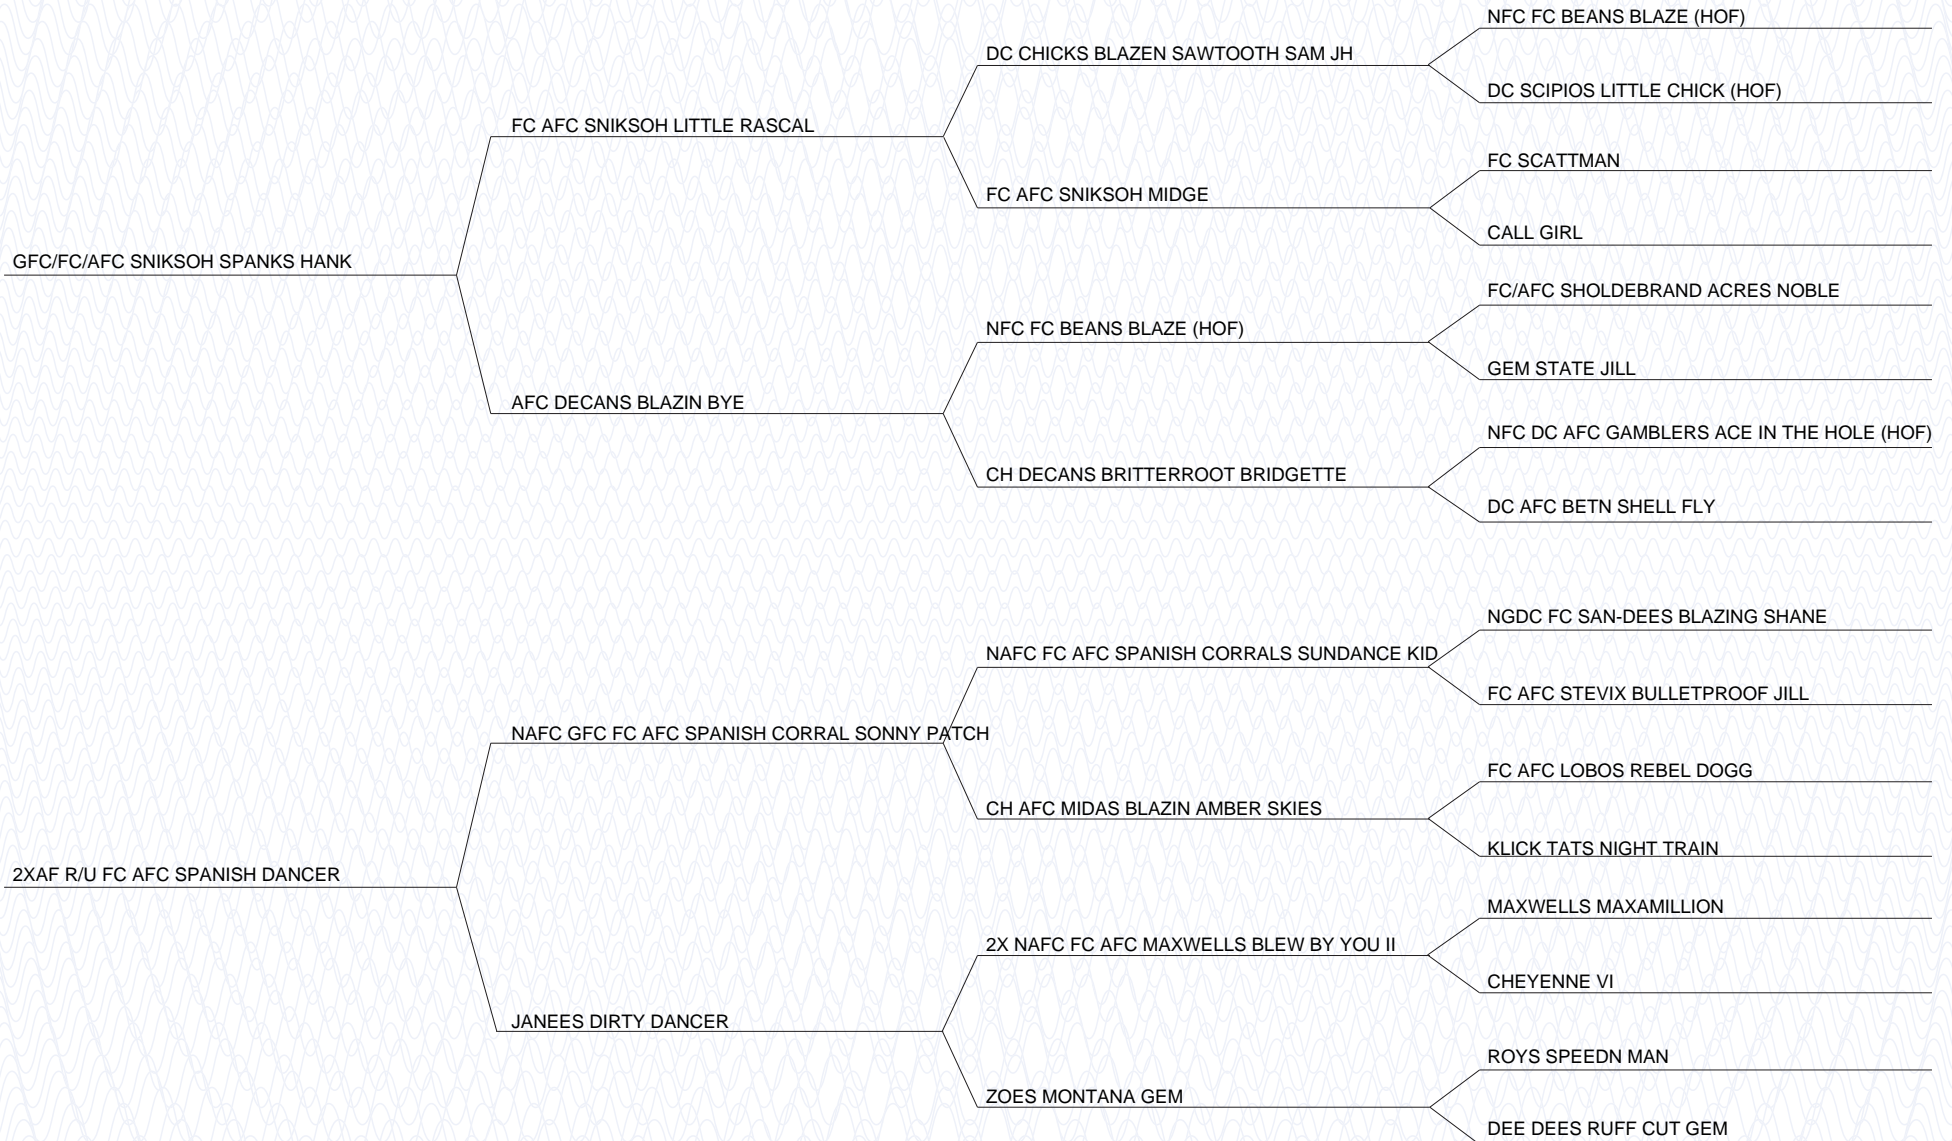 NFC FC BEANS BLAZE (HOF)
DC CHICKS BLAZEN SAWTOOTH SAM JH
DC SCIPIOS LITTLE CHICK (HOF)
FC AFC SNIKSOH LITTLE RASCAL
FC SCATTMAN
FC AFC SNIKSOH MIDGE
CALL GIRL
GFC/FC/AFC SNIKSOH SPANKS HANK
FC/AFC SHOLDEBRAND ACRES NOBLE
NFC FC BEANS BLAZE (HOF)
GEM STATE JILL
AFC DECANS BLAZIN BYE
NFC DC AFC GAMBLERS ACE IN THE HOLE (HOF)
CH DECANS BRITTERROOT BRIDGETTE
DC AFC BETN SHELL FLY
NGDC FC SAN-DEES BLAZING SHANE
NAFC FC AFC SPANISH CORRALS SUNDANCE KID
FC AFC STEVIX BULLETPROOF JILL
NAFC GFC FC AFC SPANISH CORRAL SONNY PATCH
FC AFC LOBOS REBEL DOGG
CH AFC MIDAS BLAZIN AMBER SKIES
KLICK TATS NIGHT TRAIN
2XAF R/U FC AFC SPANISH DANCER
MAXWELLS MAXAMILLION
2X NAFC FC AFC MAXWELLS BLEW BY YOU II
CHEYENNE VI
JANEES DIRTY DANCER
ROYS SPEEDN MAN
ZOES MONTANA GEM
DEE DEES RUFF CUT GEM